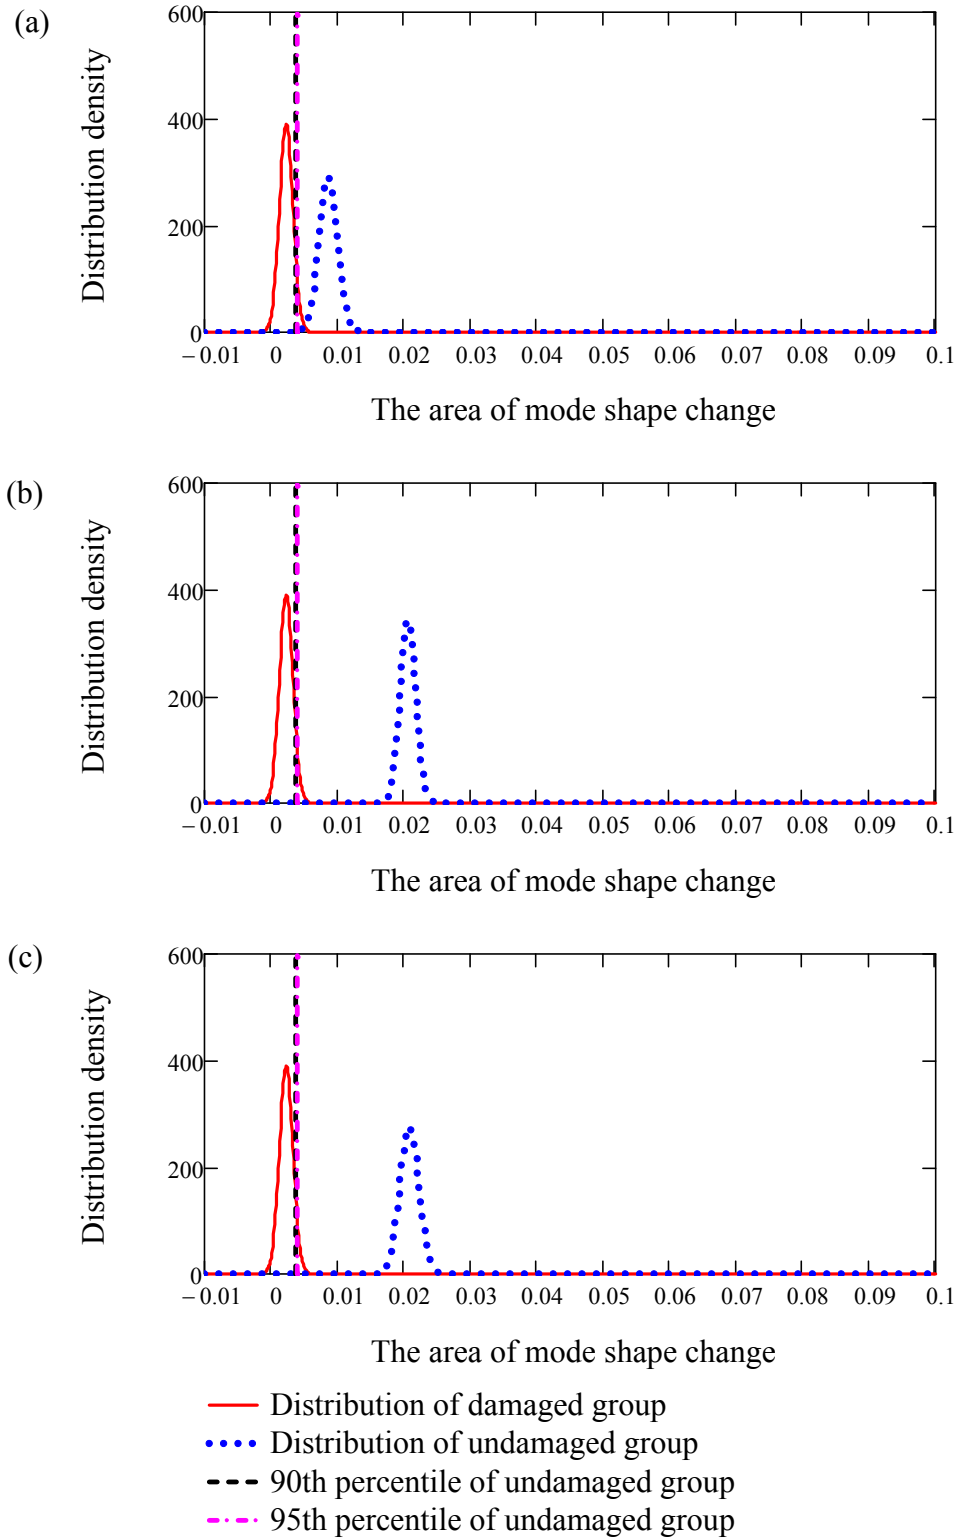 (a)
Distribution density
600
400
200
0
−0.01 0 0.01 0.02 0.03 0.04 0.05 0.06 0.07 0.08 0.09 0.1
The area of mode shape change
(b)
Distribution density
600
400
200
0
−0.01 0 0.01 0.02 0.03 0.04 0.05 0.06 0.07 0.08 0.09 0.1
The area of mode shape change
(c)
Distribution density
600
400
200
0
−0.01 0 0.01 0.02 0.03 0.04 0.05 0.06 0.07 0.08 0.09 0.1
The area of mode shape change
Distribution of damaged group
Distribution of undamaged group
90th percentile of undamaged group
95th percentile of undamaged group